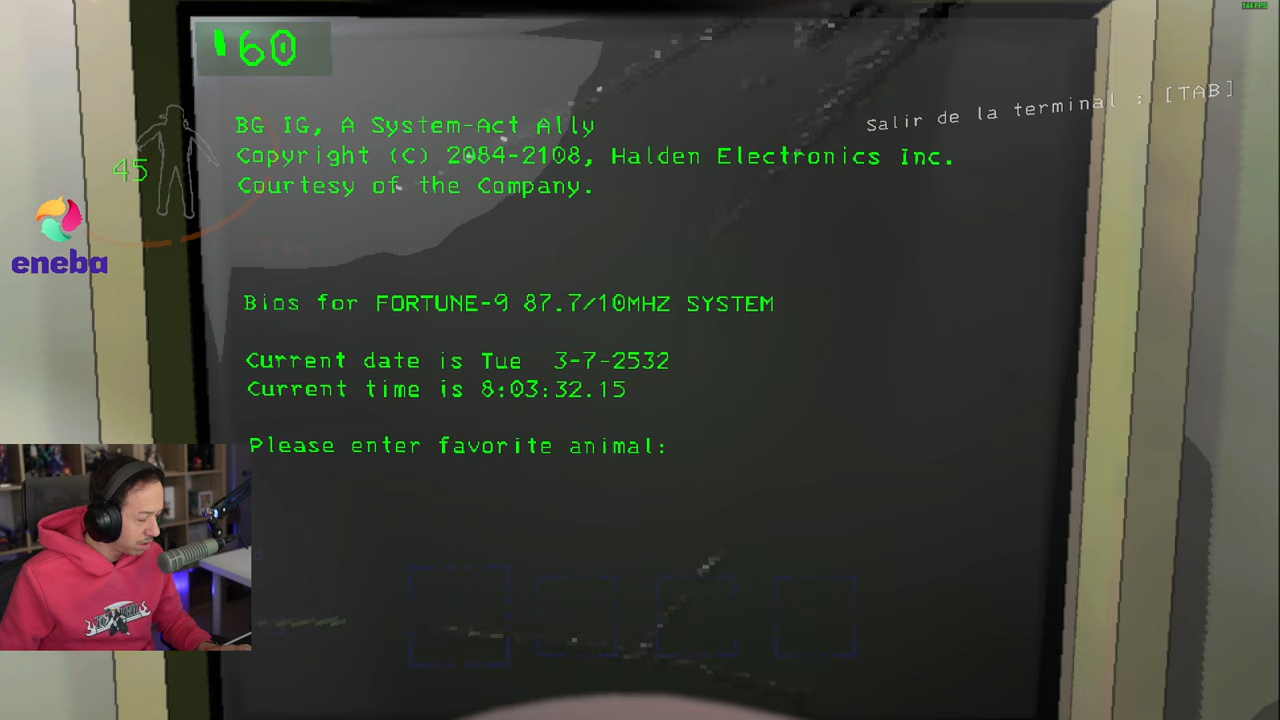 144 FPS
'60
Salir de la terminal : [TAB]
BG IG, A System-Act Ally
Copyright (C) 2084-2108, Halden Electronics Inc.
Courtesy of the Company.
45
eneba
Bios for FORTUNE-9 87.7/10MHZ SYSTEM
Current date is Tue 3-7-2532
Current time is 8:03:32.15
Please enter favorite animal: